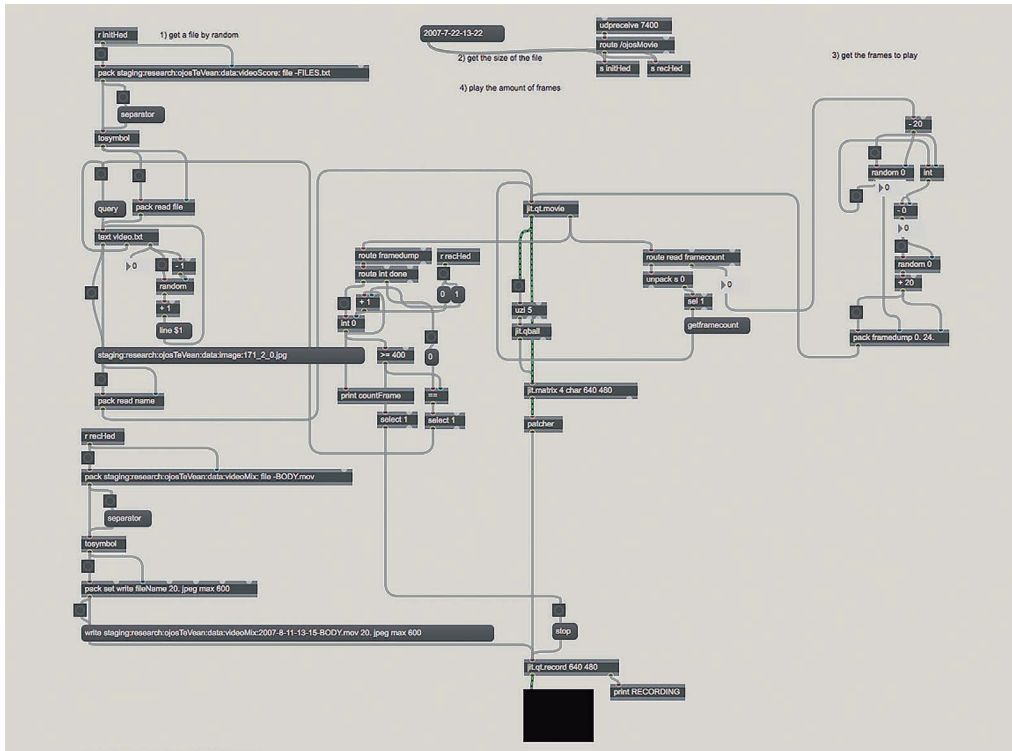 r initHed
1) get a file by random
2007-7-22-13-22
udpreceive 7400
route /ojosMovie
2) get the size of the file
s initHed
s recHed
3) get the frames to play
pack staging:research:ojosTeVean:data:videoScore: file -FILES.txt
4) play the amount of frames
separator
tosymbol
- 20
random 0
int
0
query
pack read file
jit.qt.movie
- 0
0
text video.txt
route framedump
r recHed
route read framecount
0
- 1
route int done
unpack s 0
random 0
random
+ 1
0
1
sel 1
0
+ 20
+ 1
int 0
uzl 5
getframecount
line $1
jit.qball
pack framedump 0. 24.
staging:research:ojosTeVean:data:image:171_2_0.jpg
>= 400
0
pack read name
print countFrame
==
jit.matrix 4 char 640 480
select 1
select 1
patcher
r recHed
pack staging:research:ojosTeVean:data:videoMix: file -BODY.mov
separator
tosymbol
pack set write fileName 20. jpeg max 600
write staging:research:ojosTeVean:data:videoMix:2007-8-11-13-15-BODY.mov 20. jpeg max 600
stop
jit.qt.record 640 480
print RECORDING